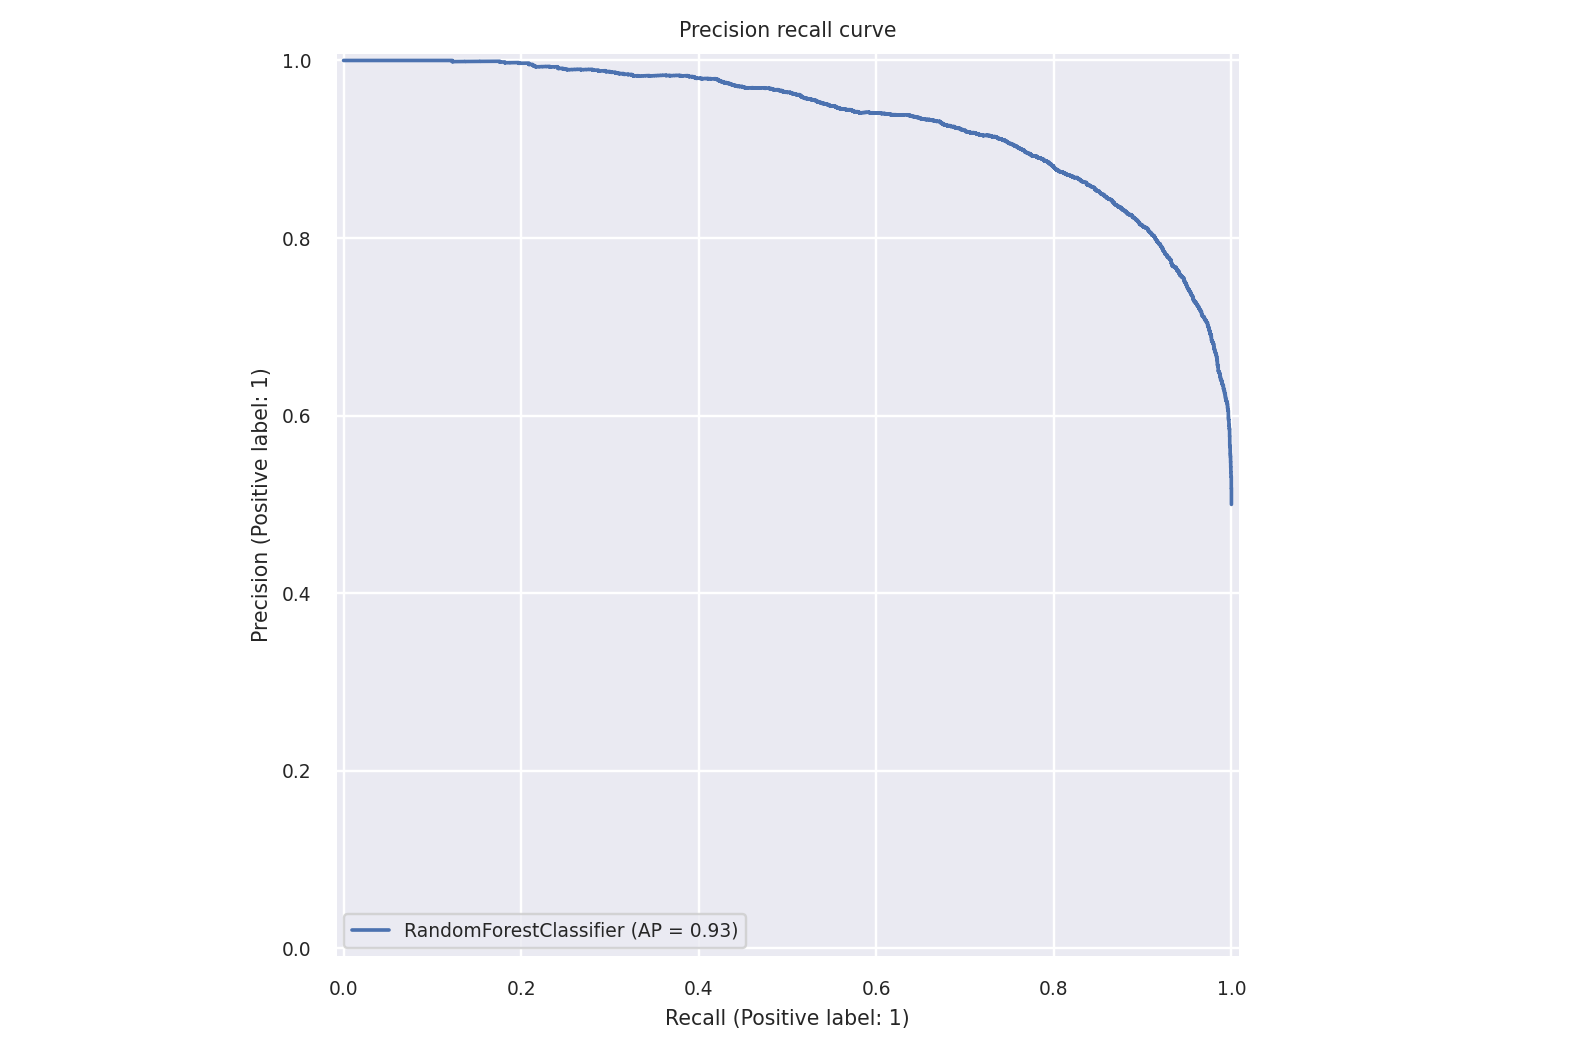 Precision recall curve
1.0
0.8
0.6
0.4
0.2
0.0
Precision (Positive label: 1)
RandomForestClassifier (AP = 0.93)
0.0 0.2 0.4 0.6 0.8 1.0
Recall (Positive label: 1)